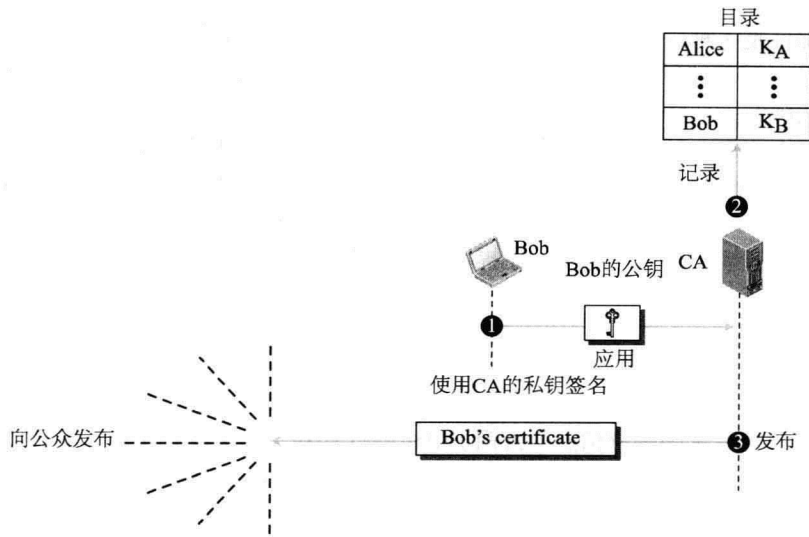 目录
Alice K_A
⋮ ⋮
Bob K_B
记录
2
Bob
Bob的公钥
CA
1
应用
使用CA的私钥签名
向公众发布
Bob's certificate
3
发布